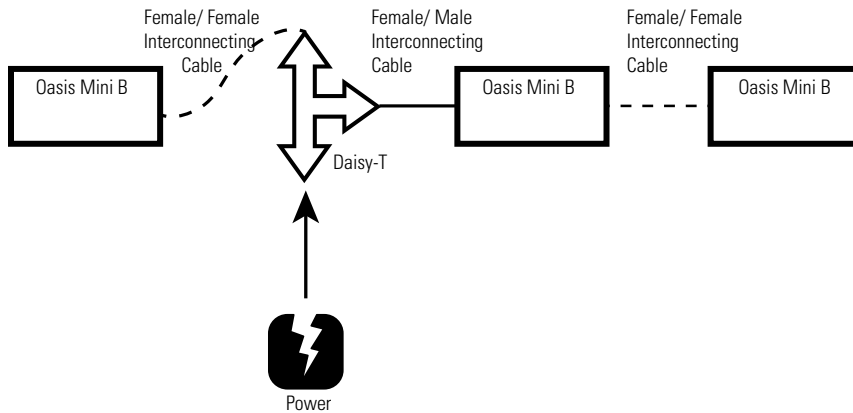 Female/ Female
Interconnecting
Cable
Female/ Male
Interconnecting
Cable
Female/ Female
Interconnecting
Cable
Oasis Mini B
Oasis Mini B
Oasis Mini B
Daisy-T
Power